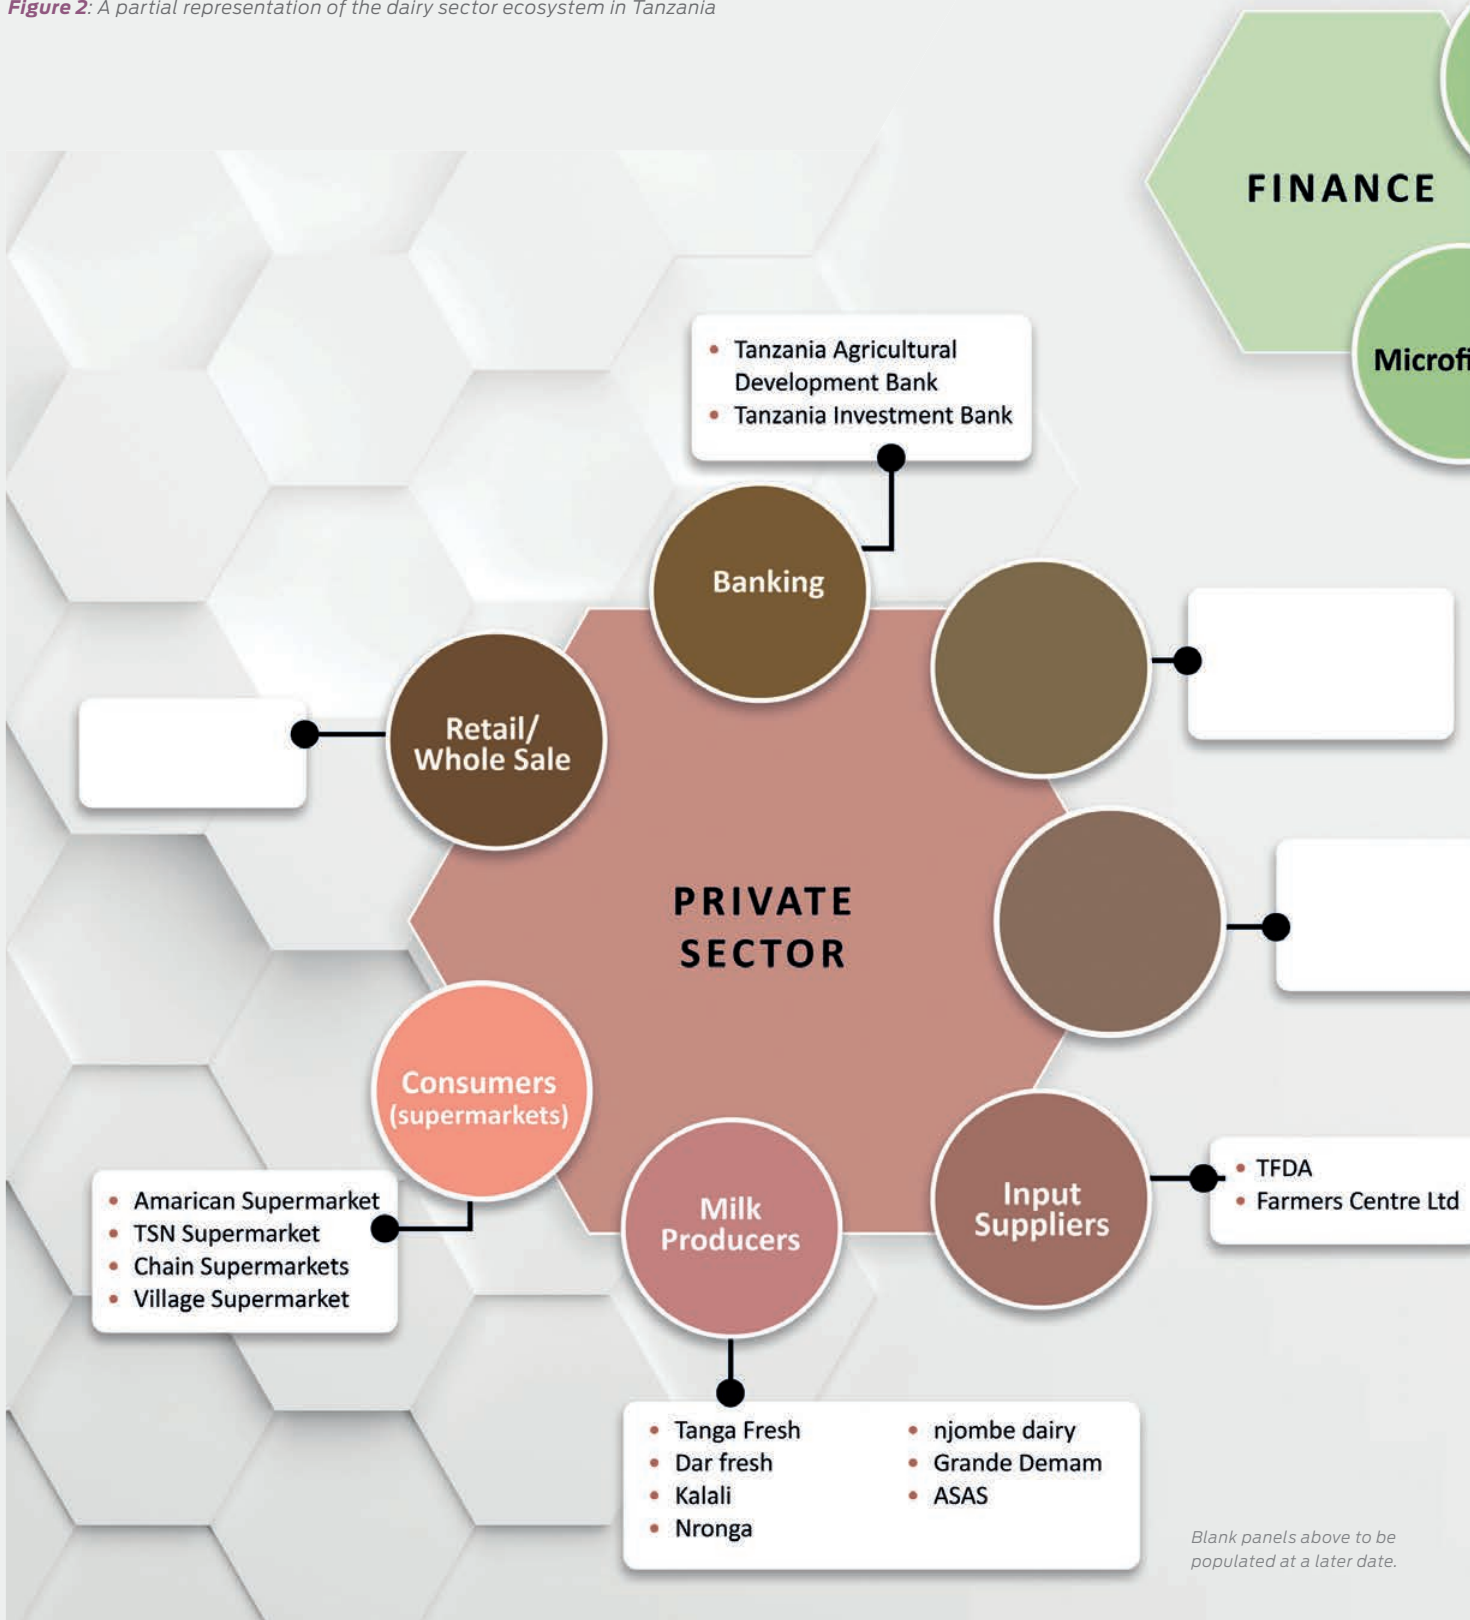 Figure 2: A partial representation of the dairy sector ecosystem in Tanzania
FINANCE
• Tanzania Agricultural
Development Bank
• Tanzania Investment Bank
Banking
Retail/
Whole Sale
PRIVATE
SECTOR
Consumers
(supermarkets)
• Amarican Supermarket
• TSN Supermarket
• Chain Supermarkets
• Village Supermarket
Milk
Producers
Input
Suppliers
• TFDA
• Farmers Centre Ltd
• Tanga Fresh
• Dar fresh
• Kalali
• Nronga
• njombe dairy
• Grande Demam
• ASAS
Blank panels above to be
populated at a later date.